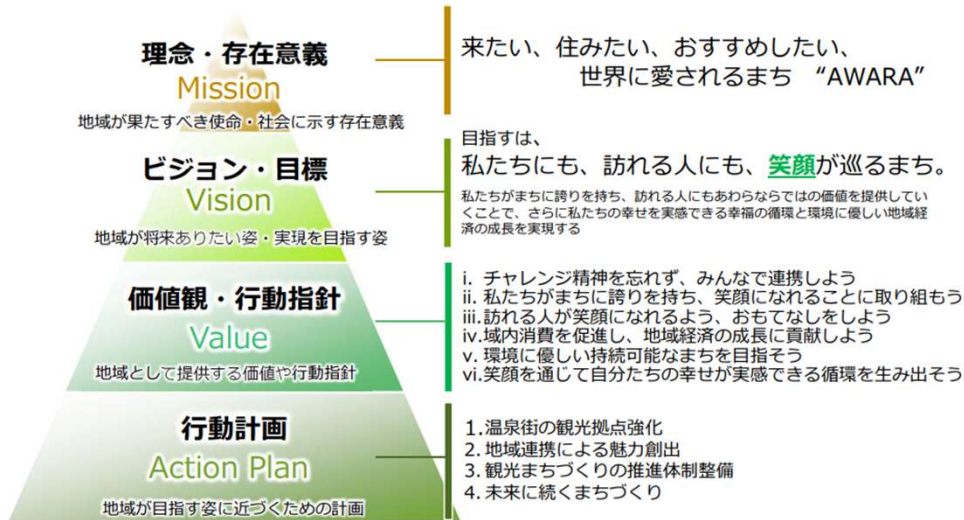 理念・存在意義
Mission
地域が果たすべき使命・社会に示す存在意義
来たい、住みたい、おすすめしたい、
世界に愛されるまち “AWARA”
ビジョン・目標
Vision
地域が将来ありたい姿・実現を目指す姿
目指すは、
私たちにも、訪れる人にも、笑顔が巡るまち。
私たちがまちに誇りを持ち、訪れる人にもあわらならではの価値を提供してい
くことで、さらに私たちの幸せを実感できる幸福の循環と環境に優しい地域経
済の成長を実現する
価値観・行動指針
Value
地域として提供する価値や行動指針
i. チャレンジ精神を忘れず、みんなで連携しよう
ii. 私たちがまちに誇りを持ち、笑顔になれることに取り組もう
iii. 訪れる人が笑顔になれるよう、おもてなしをしよう
iv. 域内消費を促進し、地域経済の成長に貢献しよう
v. 環境に優しい持続可能なまちを目指そう
vi. 笑顔を通じて自分たちの幸せが実感できる循環を生み出そう
行動計画
Action Plan
地域が目指す姿に近づくための計画
1. 温泉街の観光拠点強化
2. 地域連携による魅力創出
3. 観光まちづくりの推進体制整備
4. 未来に続くまちづくり